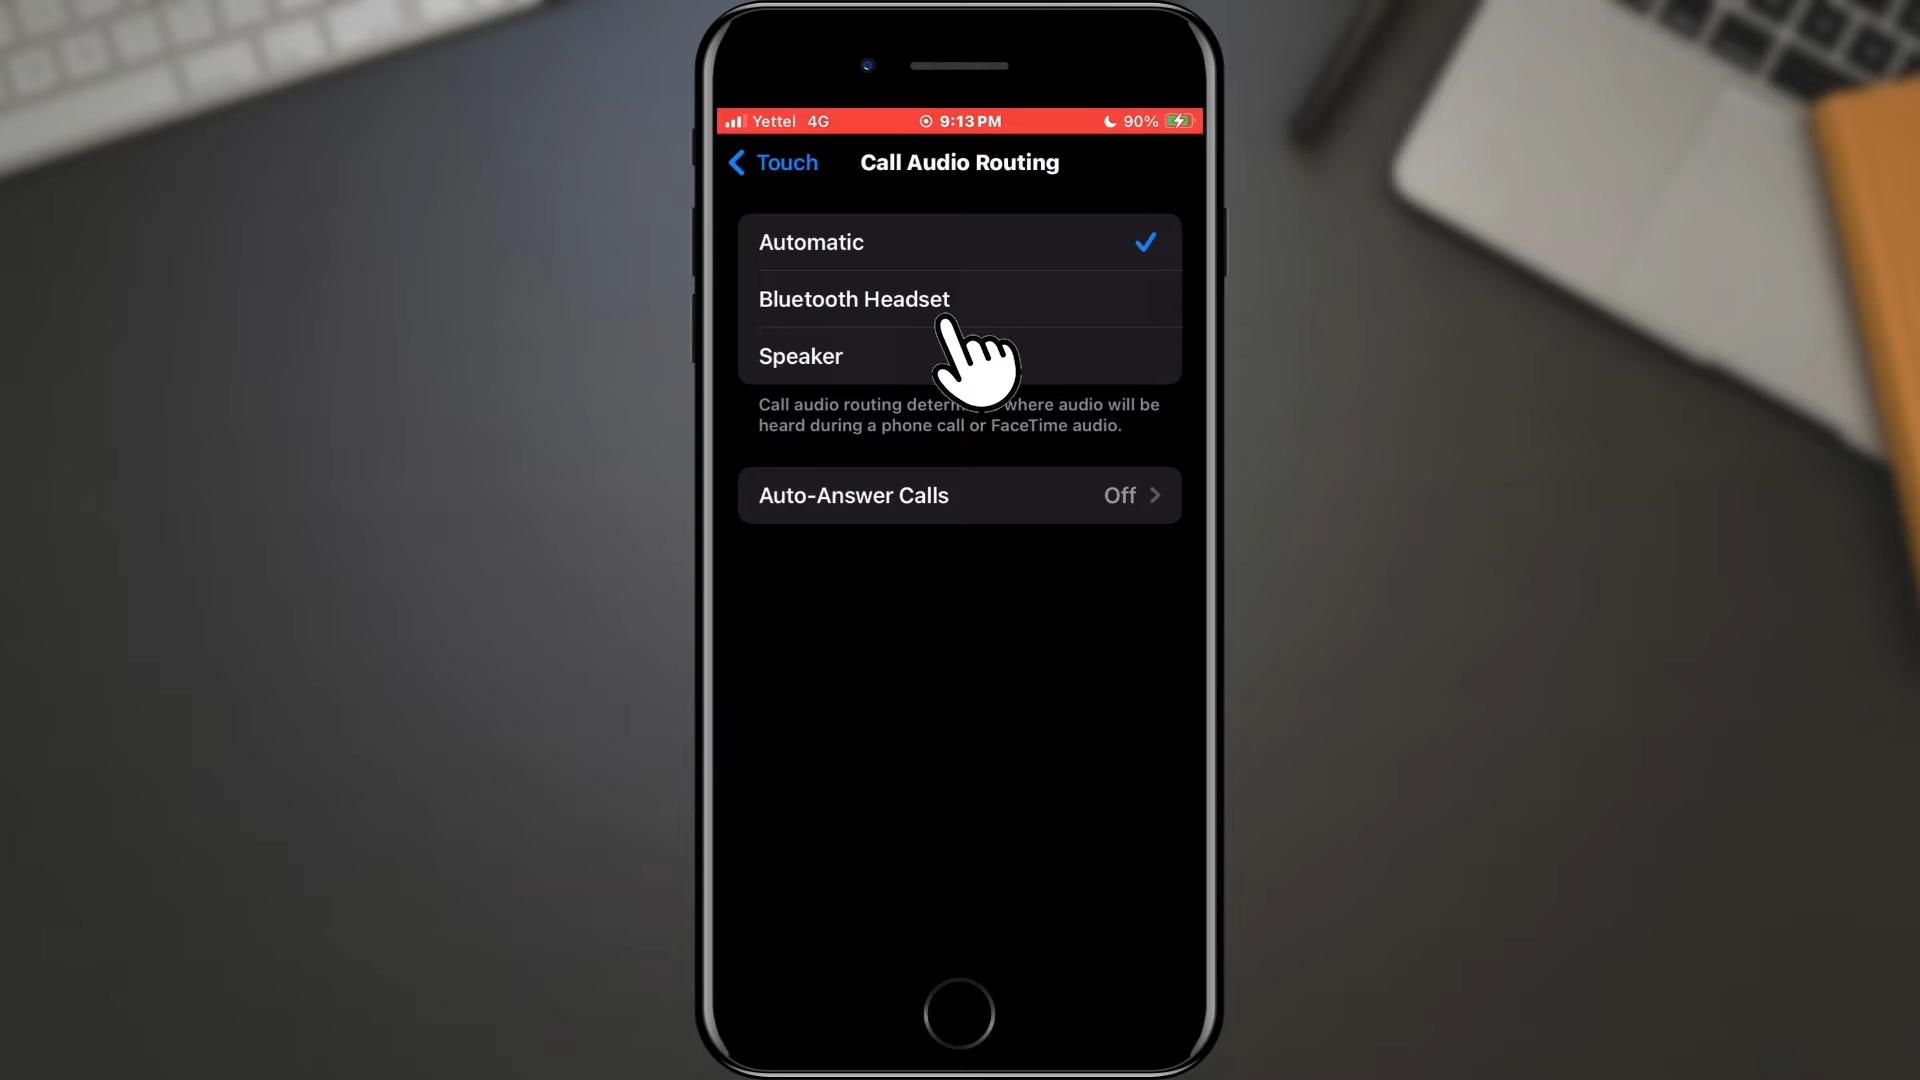 Yettel 4G 9:13 PM 90%
Touch Call Audio Routing
Automatic
Bluetooth Headset
Speaker
Call audio routing where audio will be
heard during a phone call or FaceTime audio.
Auto-Answer Calls Off